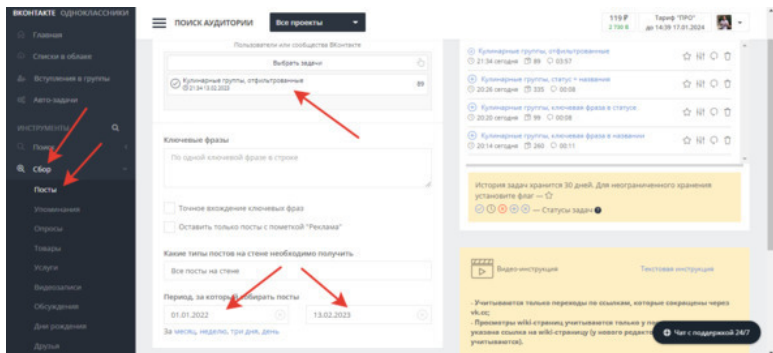 ВКОНТАКТЕ ОДНОКЛАССНИКИ
ПОИСК АУДИТОРИИ
Все проекты
119 ₽
2 700 ₽
Тариф "ПРО"
до 14:39 17.01.2024
Главная
Списки в облаке
Вступления в группы
Авто-задачи
ИНСТРУМЕНТЫ
Поиск
Сбор
Посты
Упоминания
Опросы
Товары
Услуги
Видеозаписи
Обсуждения
Дни рождения
Друзья
Пользователи или сообщества ВКонтакте
Выбрать задачи
Кулинарные группы, отфильтрованные
21:34 13.02.2023
89
Ключевые фразы
По одной ключевой фразе в строке
Точное вхождение ключевых фраз
Оставить только посты с пометкой "Реклама"
Какие типы постов на стене необходимо получить
Все посты на стене
Период, за который собирать посты
01.01.2022
13.02.2023
За месяц, неделю, три дня, день.
Кулинарные группы, отфильтрованные
21:34 сегодня 89 03:57
Кулинарные группы, статус + названия
20:26 сегодня 335 00:08
Кулинарные группы, ключевая фраза в статусе
20:20 сегодня 99 00:08
Кулинарные группы, ключевая фраза в названии
20:14 сегодня 260 00:11
История задач хранится 30 дней. Для неограниченного хранения
установите флаг —
— Статусы задач
Видео-инструкция
Текстовая инструкция
- Учитываются только переходы по ссылкам, которые сокращены через
vk.cc;
- Просмотры wiki-страниц учитываются только у
указана ссылка на wiki-страницу (у нового
учитываются).
Чат с поддержкой 24/7